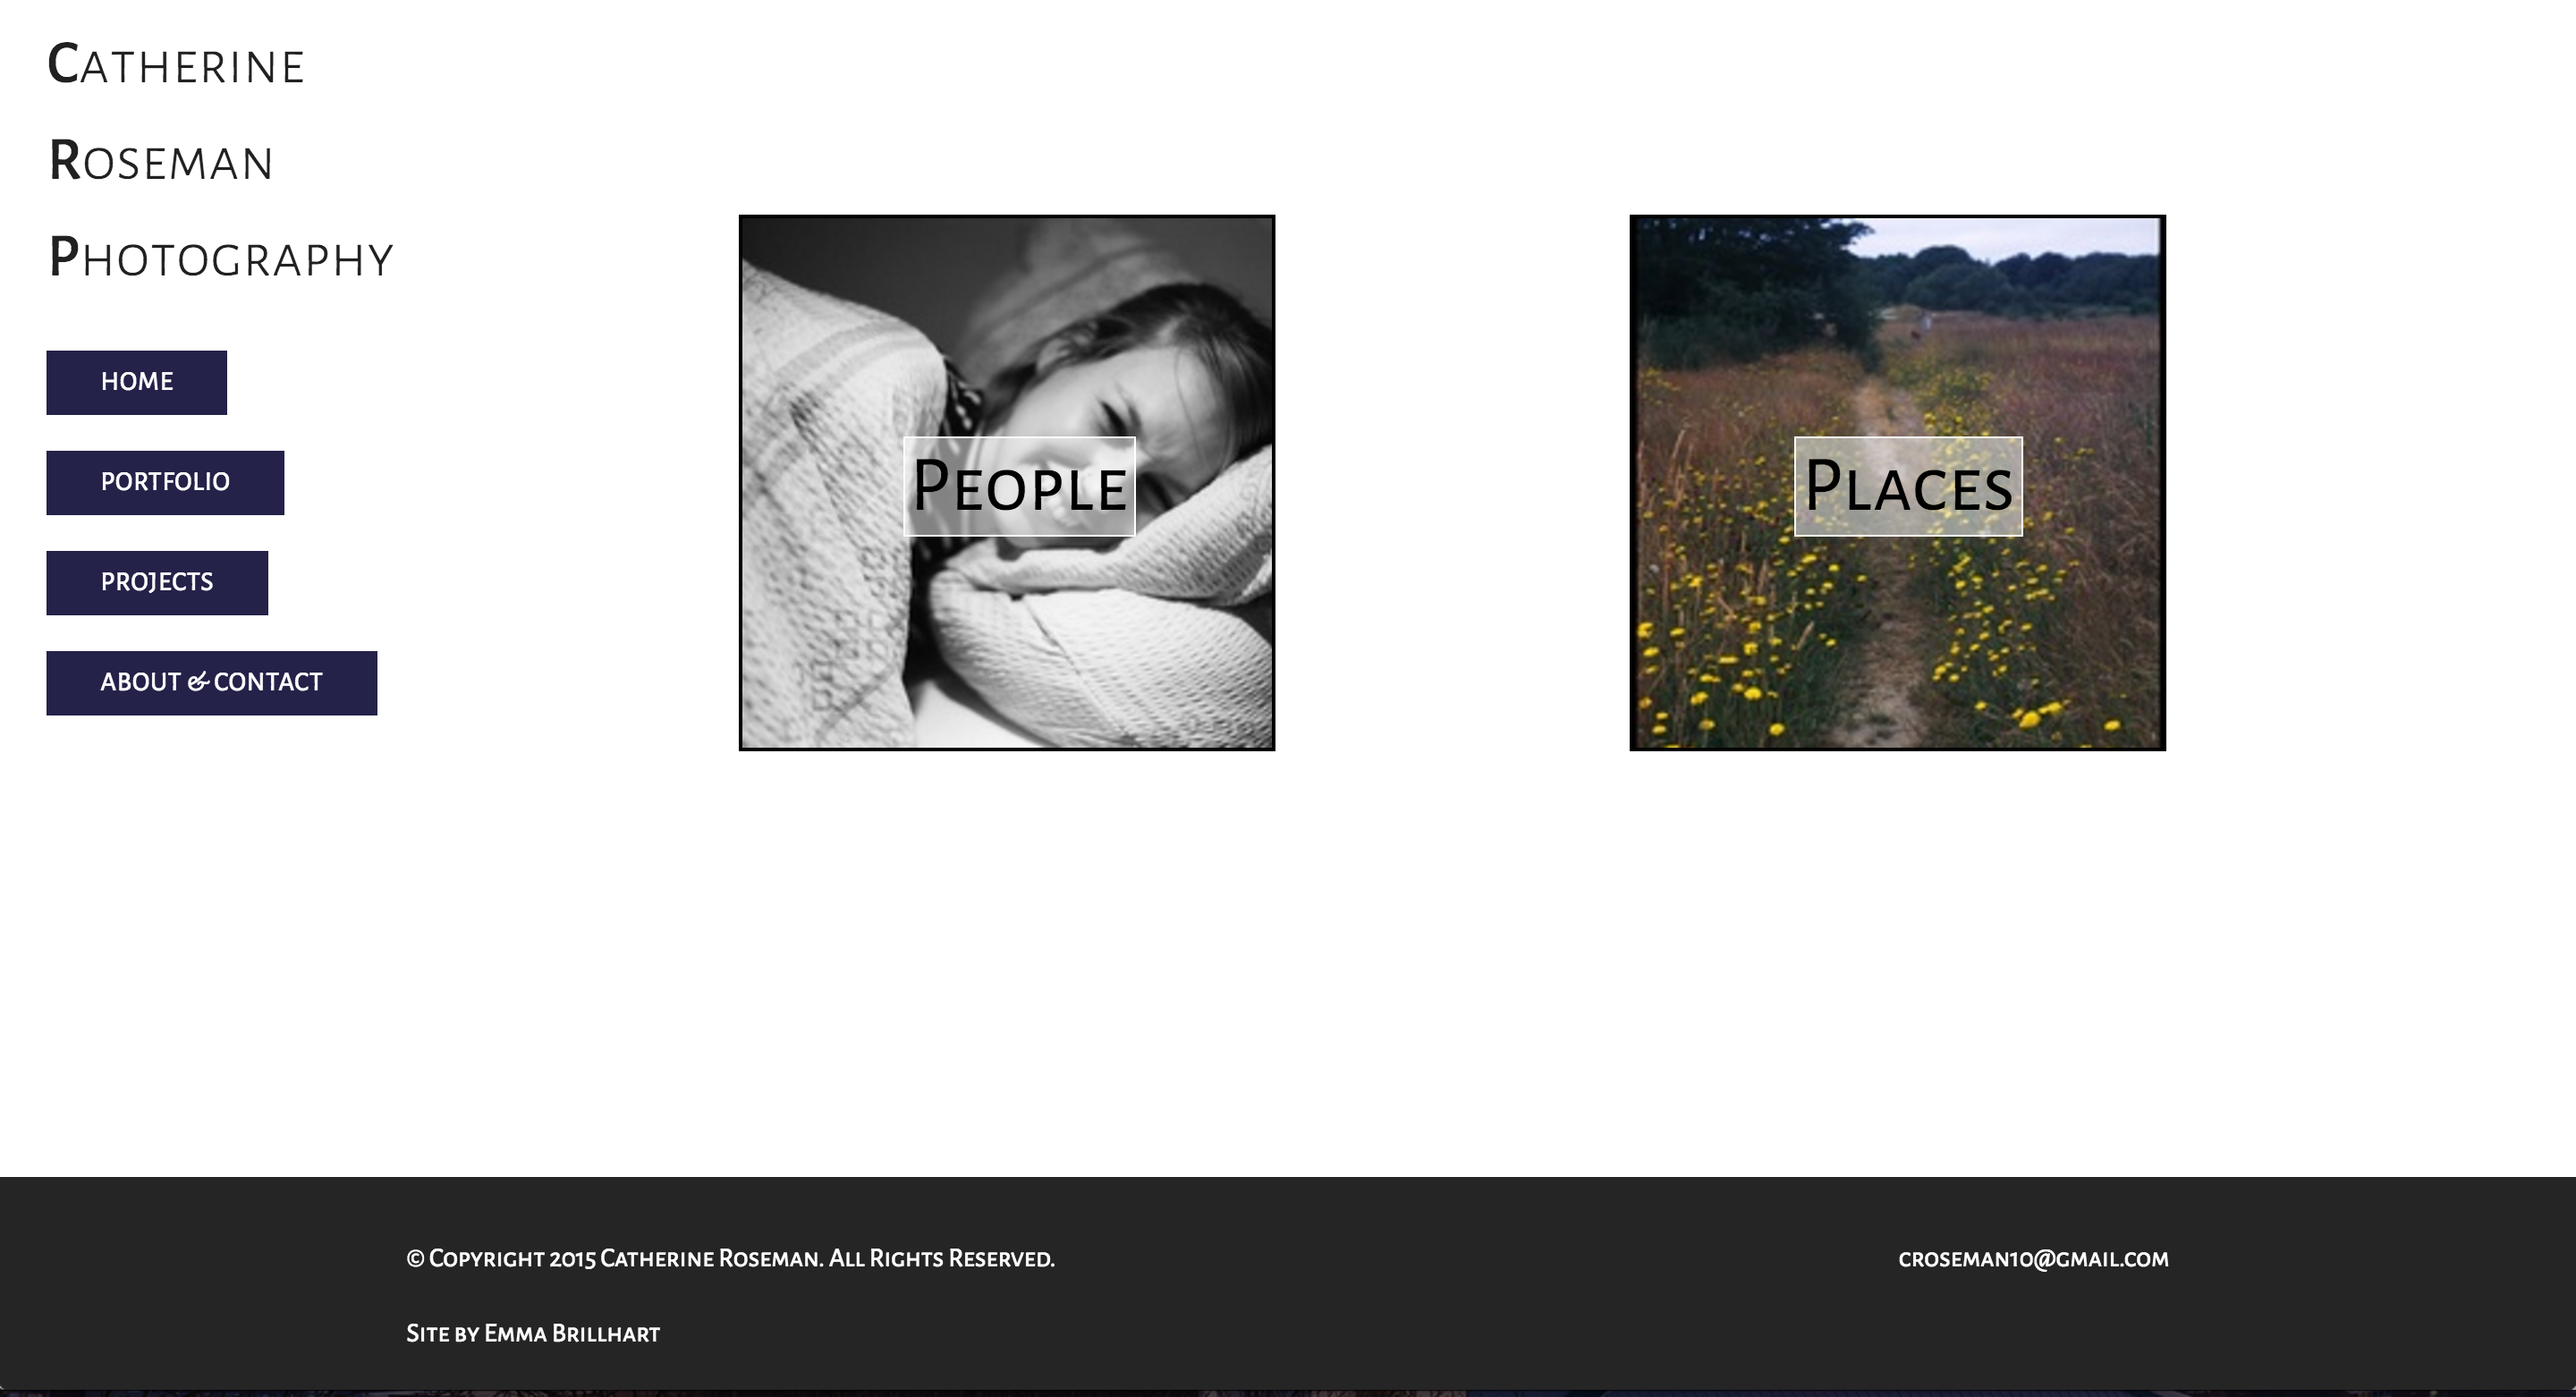 Catherine
Roseman
Photography
HOME
PORTFOLIO
PROJECTS
ABOUT & CONTACT
People
Places
© Copyright 2015 Catherine Roseman. All Rights Reserved.
croseman10@gmail.com
Site by Emma Brillhart